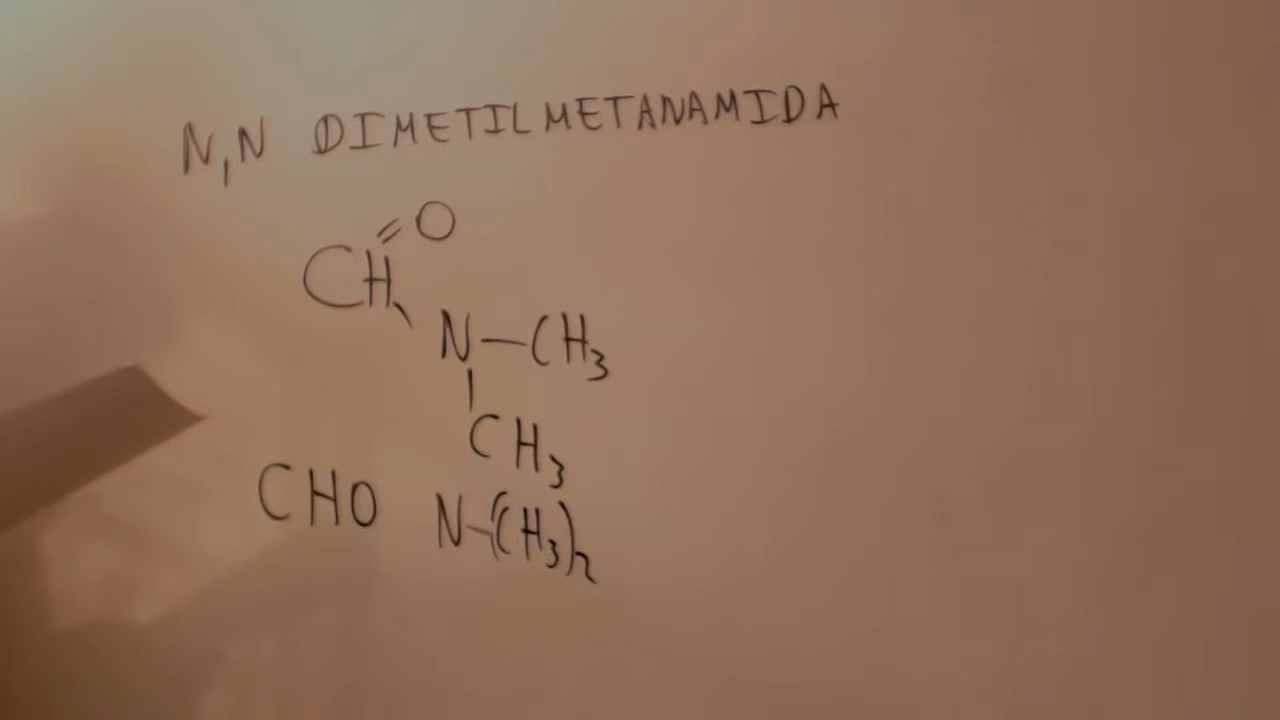 N,N DIMETILMETANAMIDA
O
CH
N-CH3
CH3
CHO N-(CH3)2